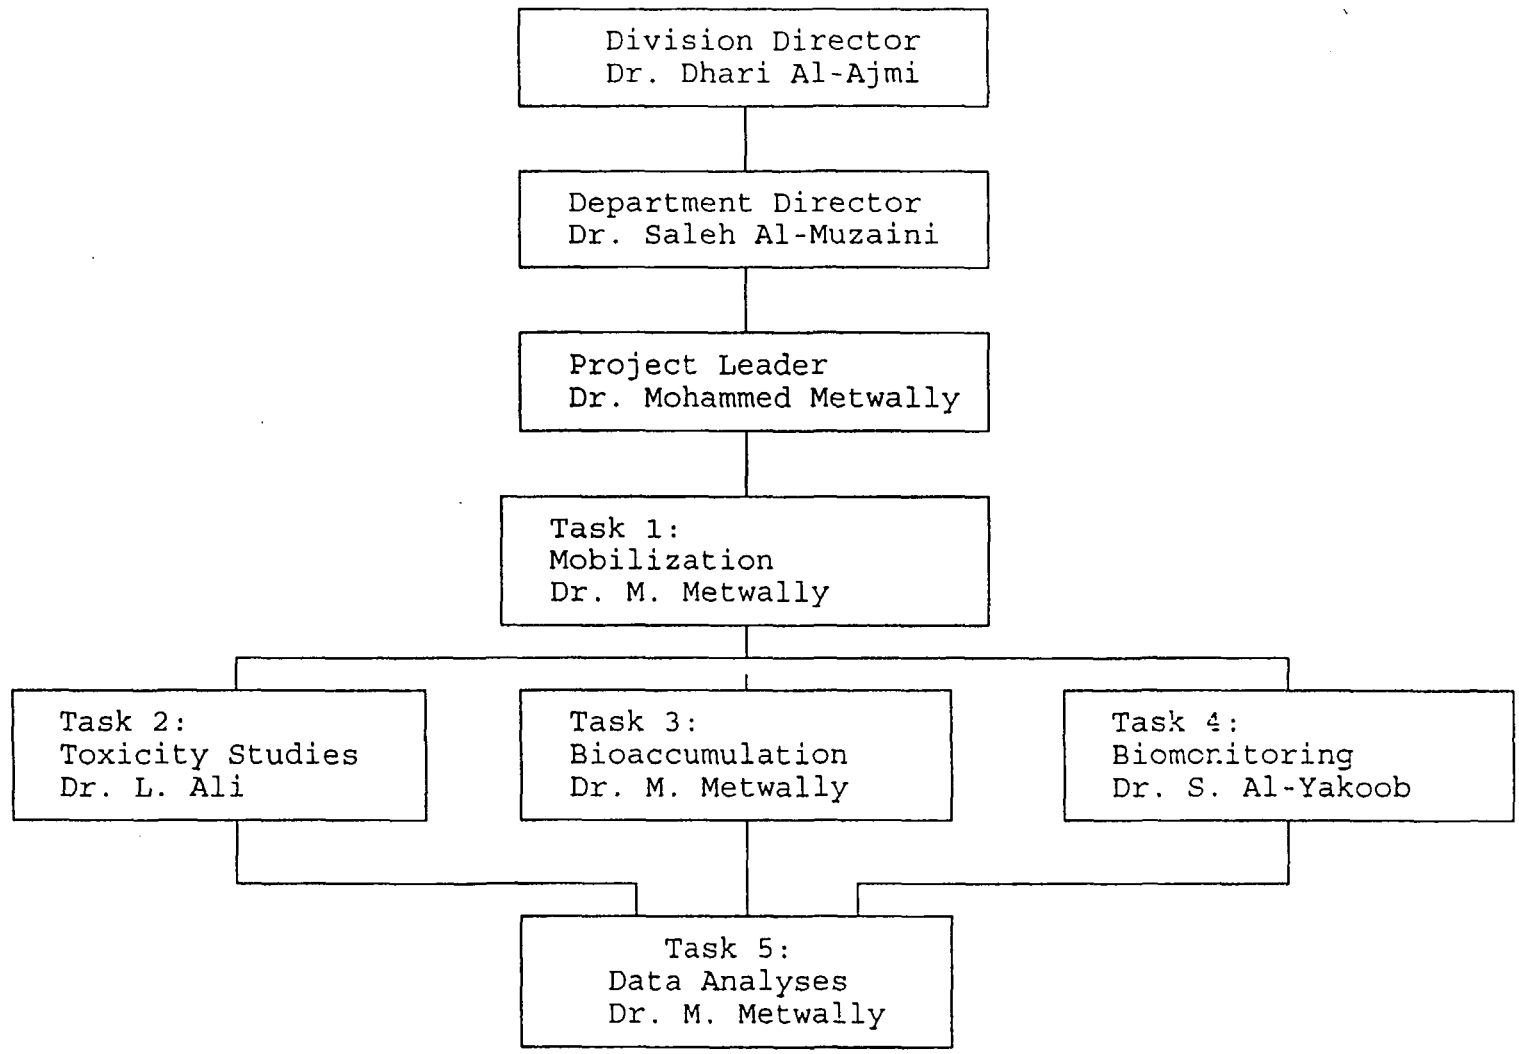 Division Director
Dr. Dhari Al-Ajmi
Department Director
Dr. Saleh Al-Muzaini
Project Leader
Dr. Mohammed Metwally
Task 1:
Mobilization
Dr. M. Metwally
Task 2:
Toxicity Studies
Dr. L. Ali
Task 3:
Bioaccumulation
Dr. M. Metwally
Task 4:
Biomonitoring
Dr. S. Al-Yakoob
Task 5:
Data Analyses
Dr. M. Metwally